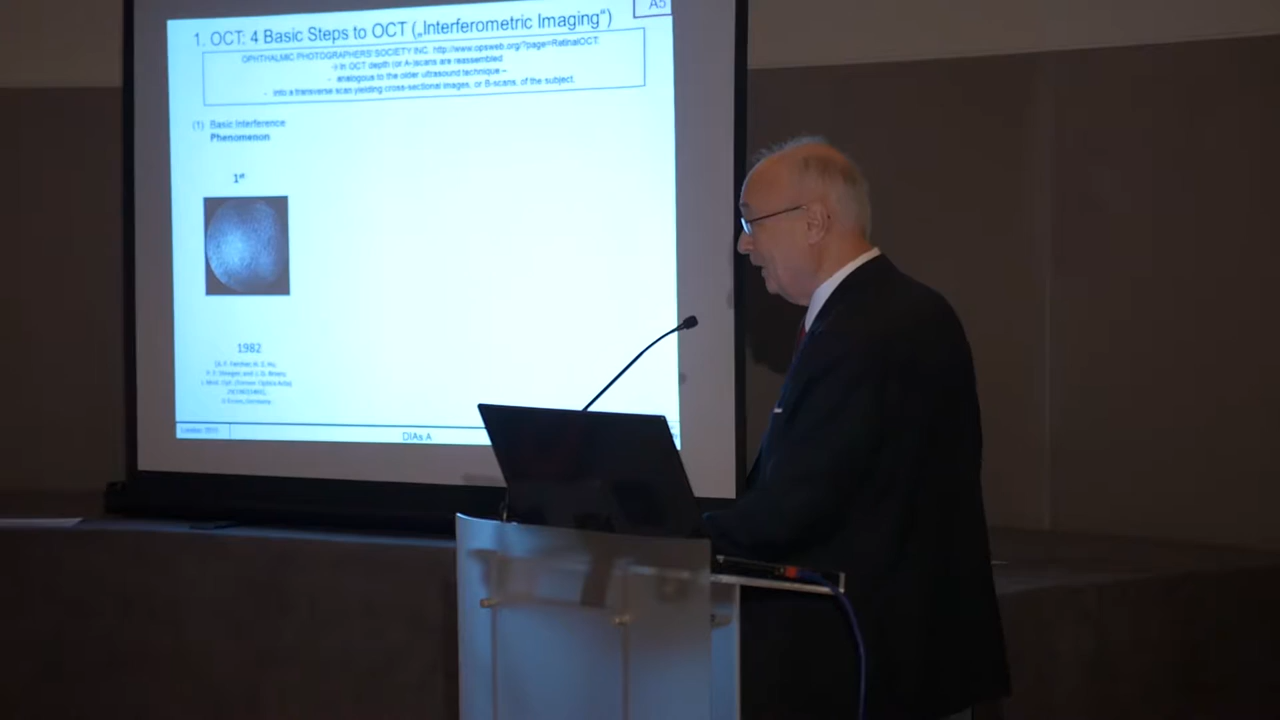 A5
1. OCT: 4 Basic Steps to OCT („Interferometric Imaging“)
OPHTHALMIC PHOTOGRAPHERS' SOCIETY INC. http://www.opsweb.org/?page=RetinalOCT:
→ In OCT depth (or A-)scans are reassembled
- analogous to the older ultrasound technique –
- into a transverse scan yielding cross-sectional images, or B-scans, of the subject.
(1) Basic Interference
Phenomenon
1st
1982
London
DIAs A